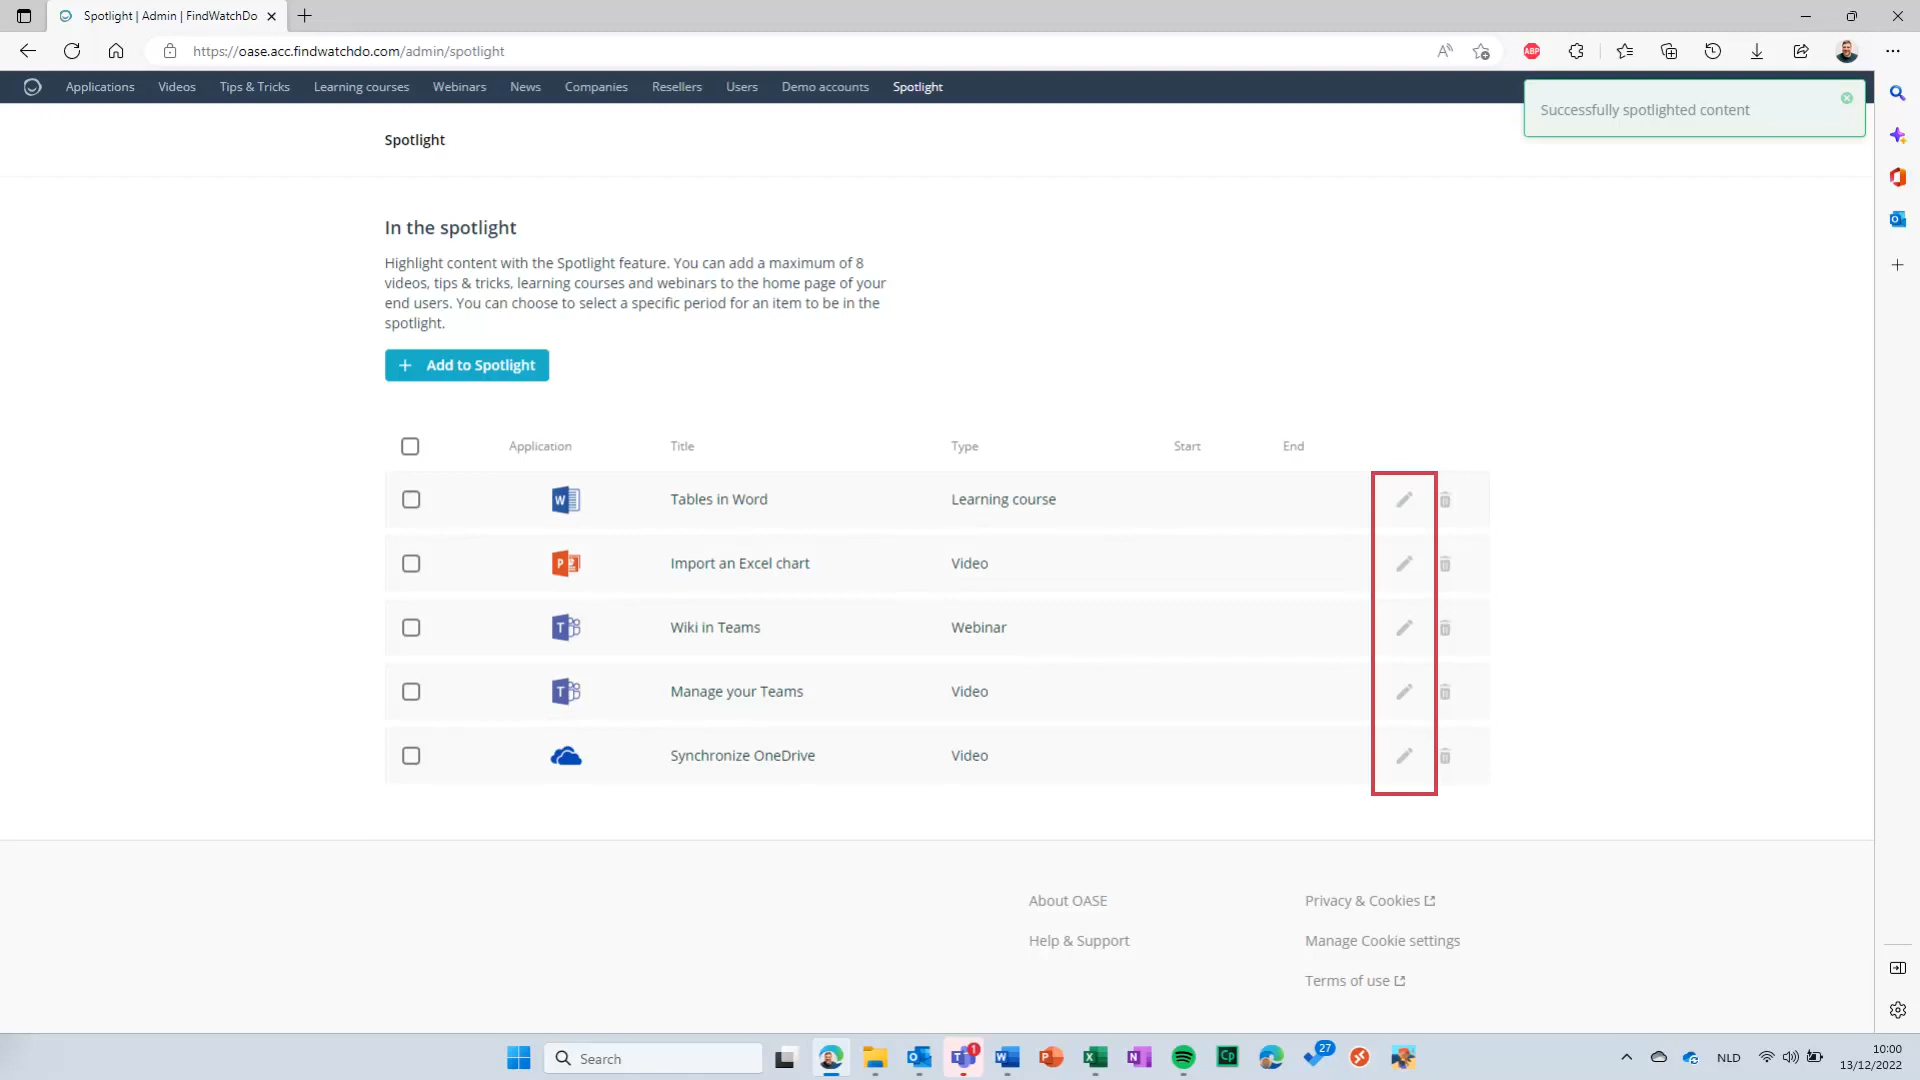 Spotlight | Admin | FindWatchDo
https://oase.acc.findwatchdo.com/admin/spotlight
ABP
Applications Videos Tips & Tricks Learning courses Webinars News Companies Resellers Users Demo accounts Spotlight
Successfully spotlighted content
Spotlight
In the spotlight
Highlight content with the Spotlight feature. You can add a maximum of 8
videos, tips & tricks, learning courses and webinars to the home page of your
end users. You can choose to select a specific period for an item to be in the
spotlight.
+ Add to Spotlight
Application Title Type Start End
Tables in Word Learning course
Import an Excel chart Video
Wiki in Teams Webinar
Manage your Teams Video
Synchronize OneDrive Video
About OASE Privacy & Cookies
Help & Support Manage Cookie settings
Terms of use
Search
1
27
NLD
10:00
13/12/2022